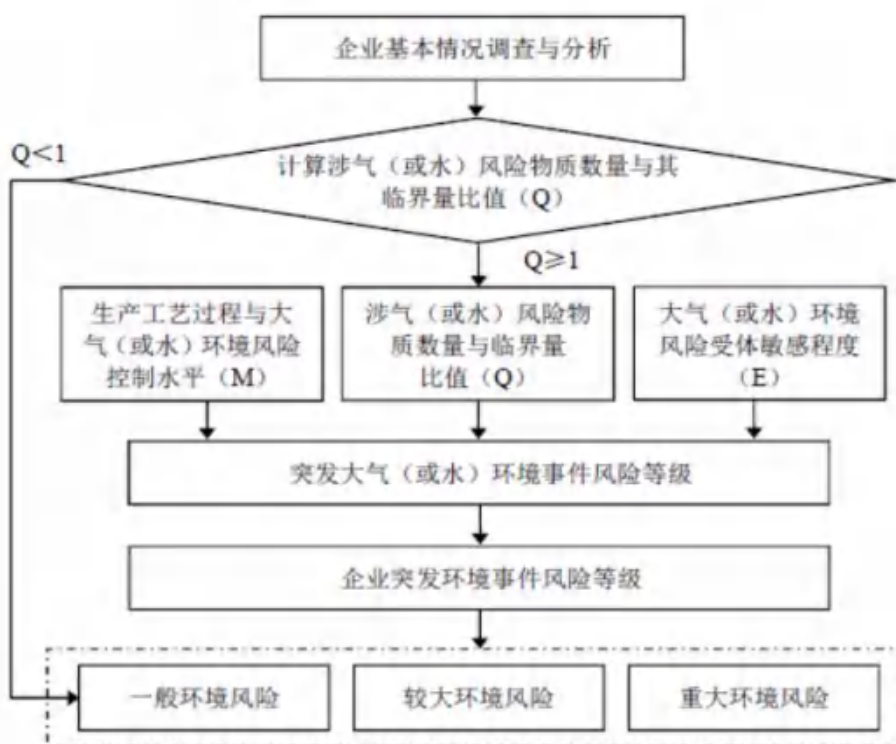 企业基本情况调查与分析
Q<1
计算涉气（或水）风险物质数量与其
临界量比值（Q）
Q≥1
生产工艺过程与大
气（或水）环境风险
控制水平（M）
涉气（或水）风险物
质数量与临界量
比值（Q）
大气（或水）环境
风险受体敏感程度
（E）
突发大气（或水）环境事件风险等级
企业突发环境事件风险等级
一般环境风险
较大环境风险
重大环境风险